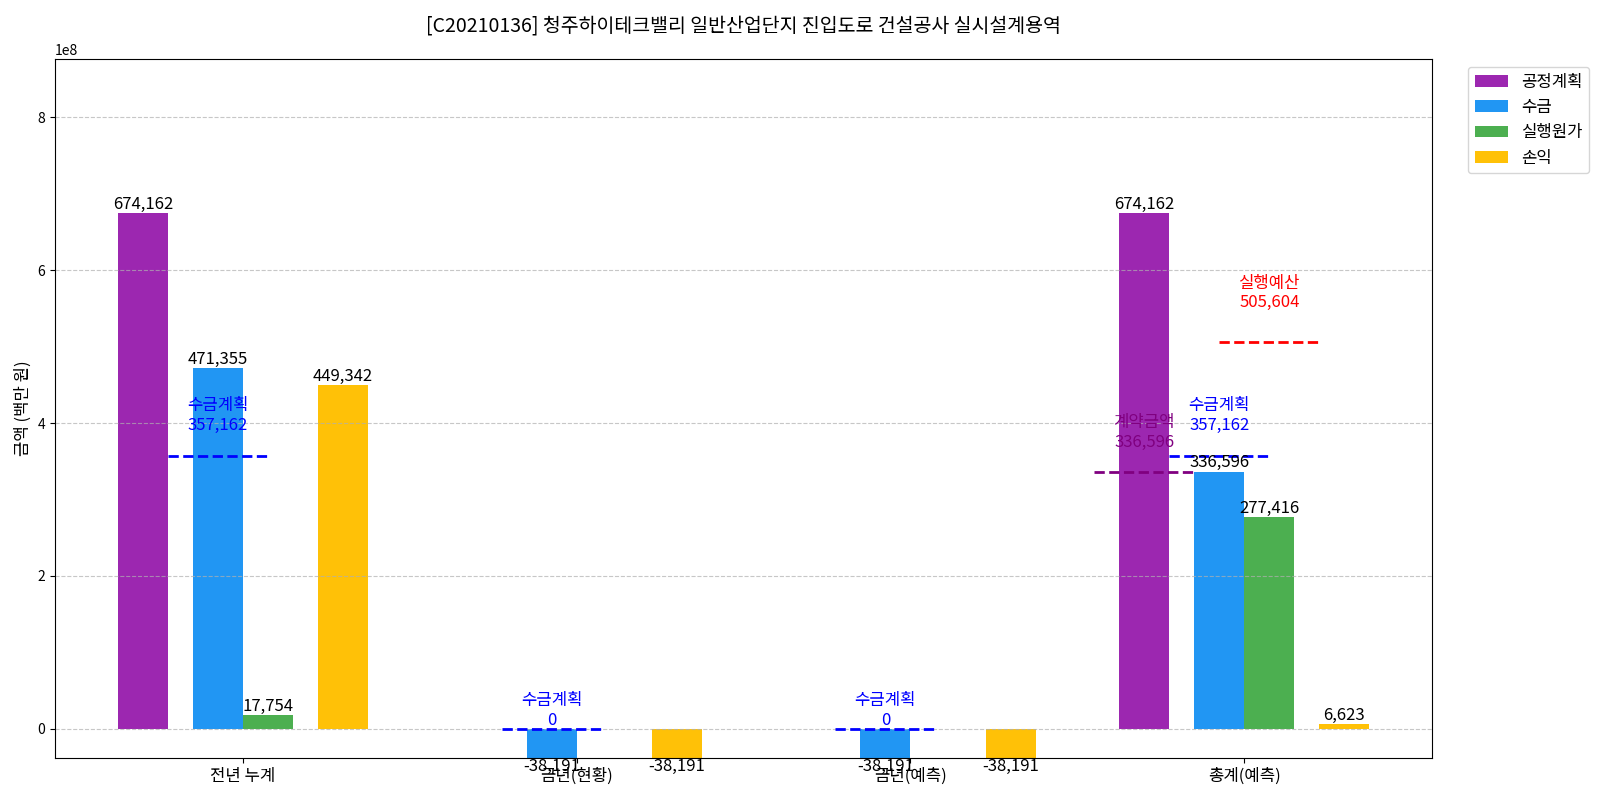 [C20210136] 청주하이테크밸리 일반산업단지 진입도로 건설공사 실시설계용역
1e8
공정계획
수금
실행원가
손익
금액 (백만 원)
8
6
4
2
0
674,162
471,355
수금계획
357,162
17,754
449,342
수금계획
0
-38,191
-38,191
수금계획
0
-38,191
-38,191
674,162
계약금액
336,596
수금계획
357,162
336,596
실행예산
505,604
277,416
6,623
전년 누계
금년(현황)
금년(예측)
총계(예측)